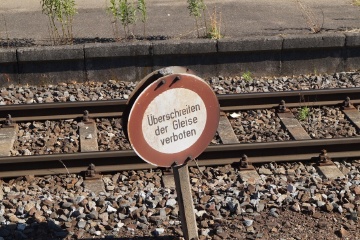 Überschreiten
der Gleise
verboten